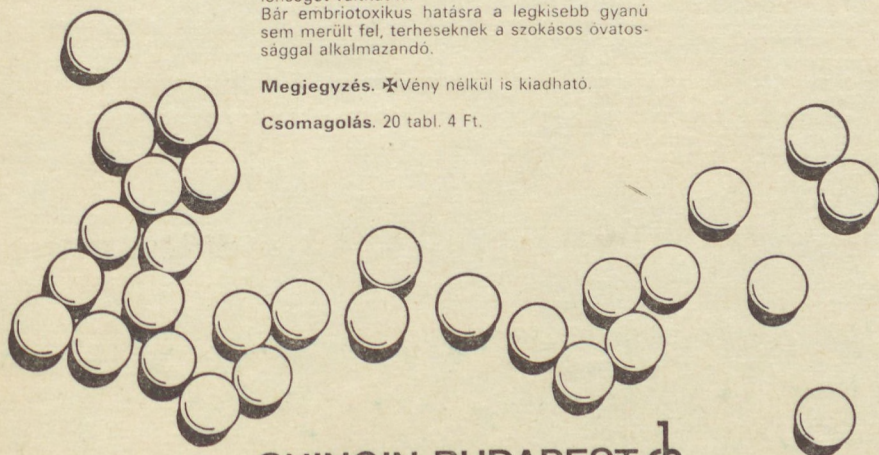 Bár embriotoxikus hatásra a legkisebb gyanú
sem merült fel, terheseknek a szokásos óvatos-
sággal alkalmazandó.
Megjegyzés. ✠Vény nélkül is kiadható.
Csomagolás. 20 tabl. 4 Ft.
BUDAPEST